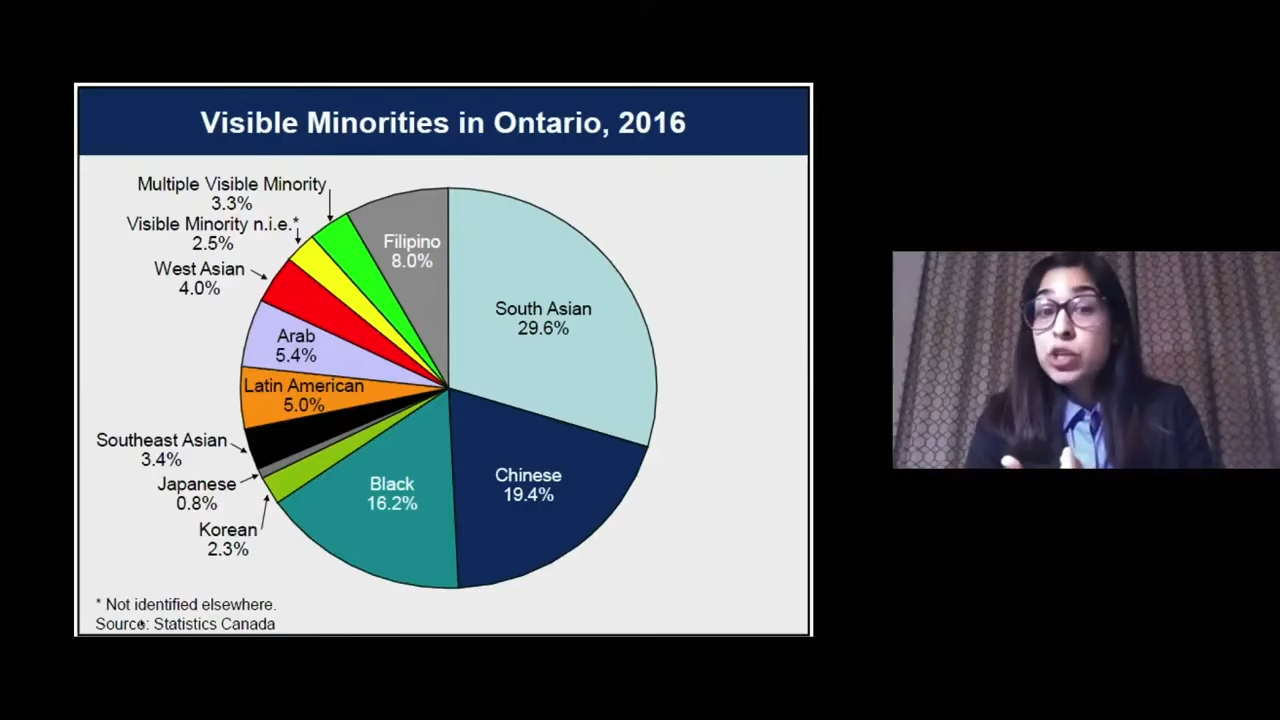 Visible Minorities in Ontario, 2016
Multiple Visible Minority
3.3%
Visible Minority n.i.e.*
2.5%
West Asian
4.0%
Filipino
8.0%
South Asian
29.6%
Arab
5.4%
Latin American
5.0%
Southeast Asian
3.4%
Japanese
0.8%
Korean
2.3%
Black
16.2%
Chinese
19.4%
* Not identified elsewhere.
Source: Statistics Canada